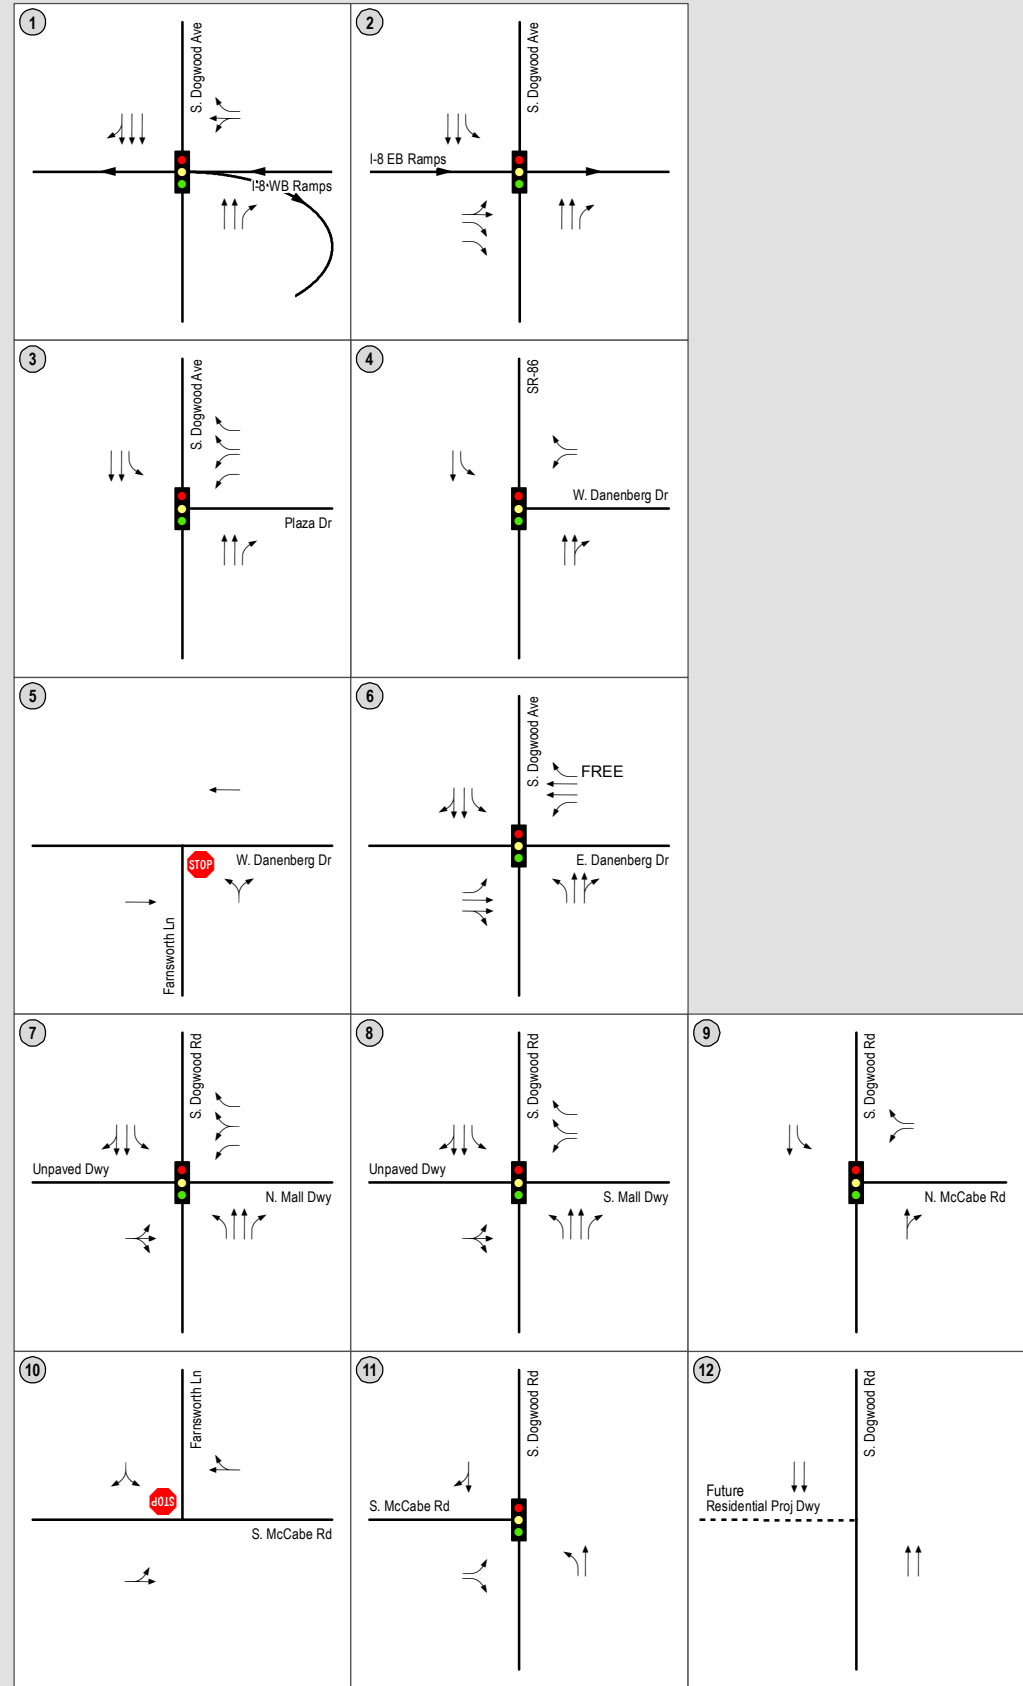 1
S. Dogwood Ave
I-8 WB Ramps
2
S. Dogwood Ave
I-8 EB Ramps
3
S. Dogwood Ave
Plaza Dr
4
SR-86
W. Danenberg Dr
5
STOP
W. Danenberg Dr
Farnsworth Ln
6
S. Dogwood Ave
FREE
E. Danenberg Dr
7
S. Dogwood Rd
Unpaved Dwy
N. Mall Dwy
8
S. Dogwood Rd
Unpaved Dwy
S. Mall Dwy
9
S. Dogwood Rd
N. McCabe Rd
10
Farnsworth Ln
STOP
S. McCabe Rd
11
S. Dogwood Rd
S. McCabe Rd
12
S. Dogwood Rd
Future
Residential Proj Dwy